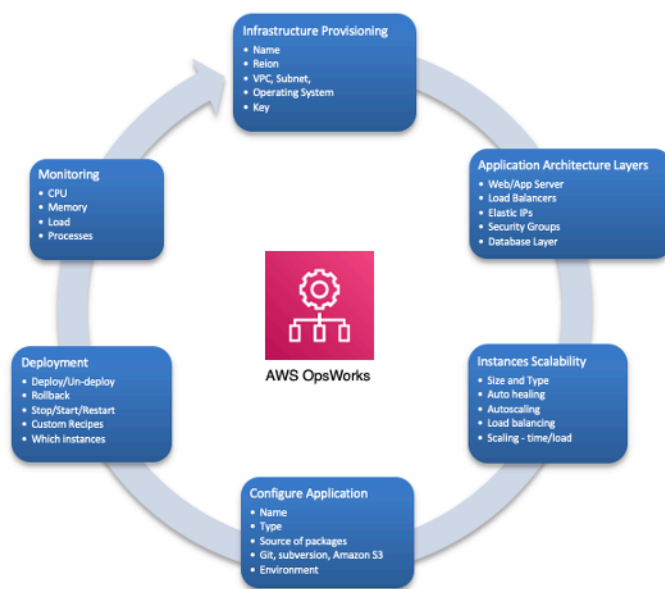 Infrastructure Provisioning
• Name
• Reion
• VPC, Subnet,
• Operating System
• Key
Application Architecture Layers
• Web/App Server
• Load Balancers
• Elastic IPs
• Security Groups
• Database Layer
Instances Scalability
• Size and Type
• Auto healing
• Autoscaling
• Load balancing
• Scaling - time/load
Configure Application
• Name
• Type
• Source of packages
• Git, subversion, Amazon S3
• Environment
Deployment
• Deploy/Un-deploy
• Rollback
• Stop/Start/Restart
• Custom Recipes
• Which instances
Monitoring
• CPU
• Memory
• Load
• Processes
AWS OpsWorks